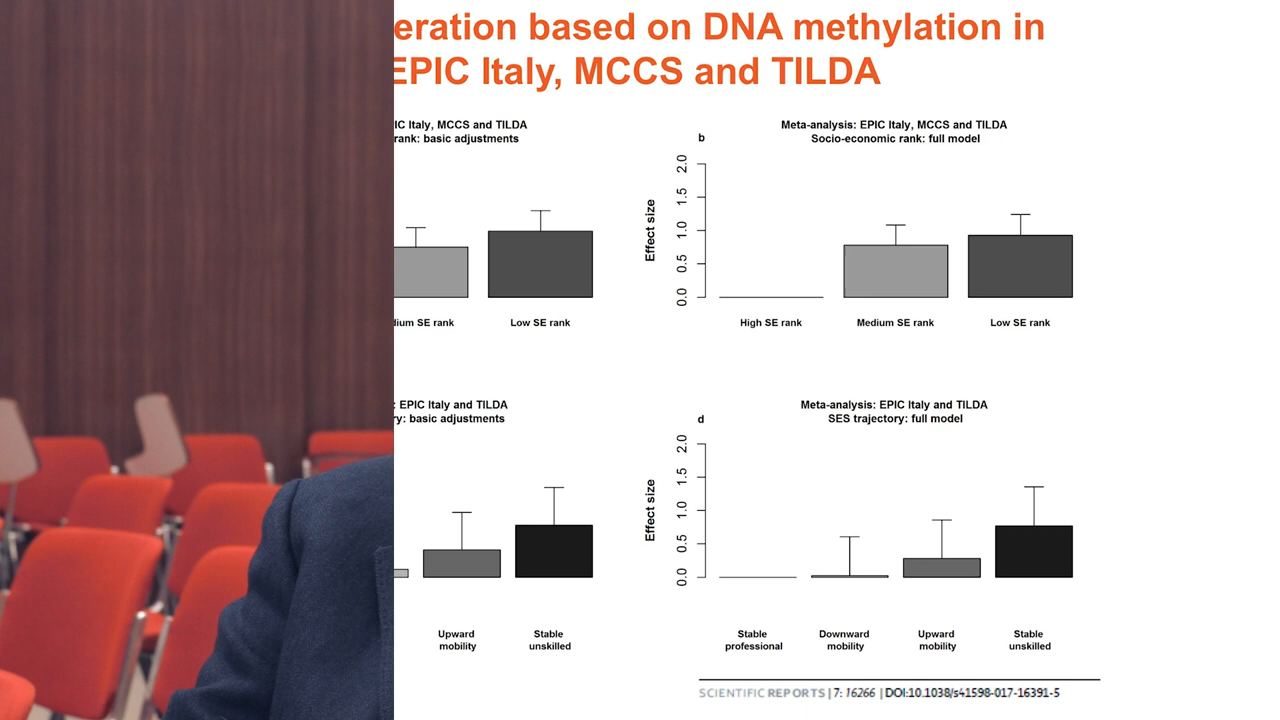 eration based on DNA methylation in
EPIC Italy, MCCS and TILDA
IC Italy, MCCS and TILDA
rank: basic adjustments
dium SE rank
Low SE rank
b
Meta-analysis: EPIC Italy, MCCS and TILDA
Socio-economic rank: full model
Effect size
2.0
1.5
1.0
0.5
0.0
High SE rank
Medium SE rank
Low SE rank
: EPIC Italy and TILDA
ry: basic adjustments
Upward mobility
Stable unskilled
d
Meta-analysis: EPIC Italy and TILDA
SES trajectory: full model
Effect size
2.0
1.5
1.0
0.5
0.0
Stable professional
Downward mobility
Upward mobility
Stable unskilled
SCIENTIFIC REPORTS | 7: 16266 | DOI:10.1038/s41598-017-16391-5